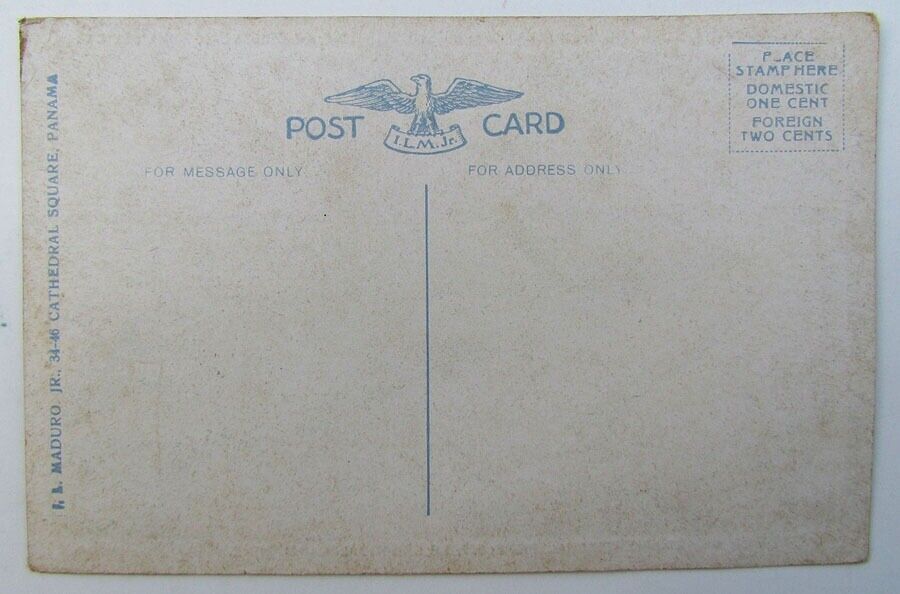 POST CARD
I.L.M. Jr.
PLACE
STAMP HERE
DOMESTIC
ONE CENT
FOREIGN
TWO CENTS
FOR MESSAGE ONLY
FOR ADDRESS ONLY
I. L. MADURO JR., 34-46 CATHEDRAL SQUARE, PANAMA